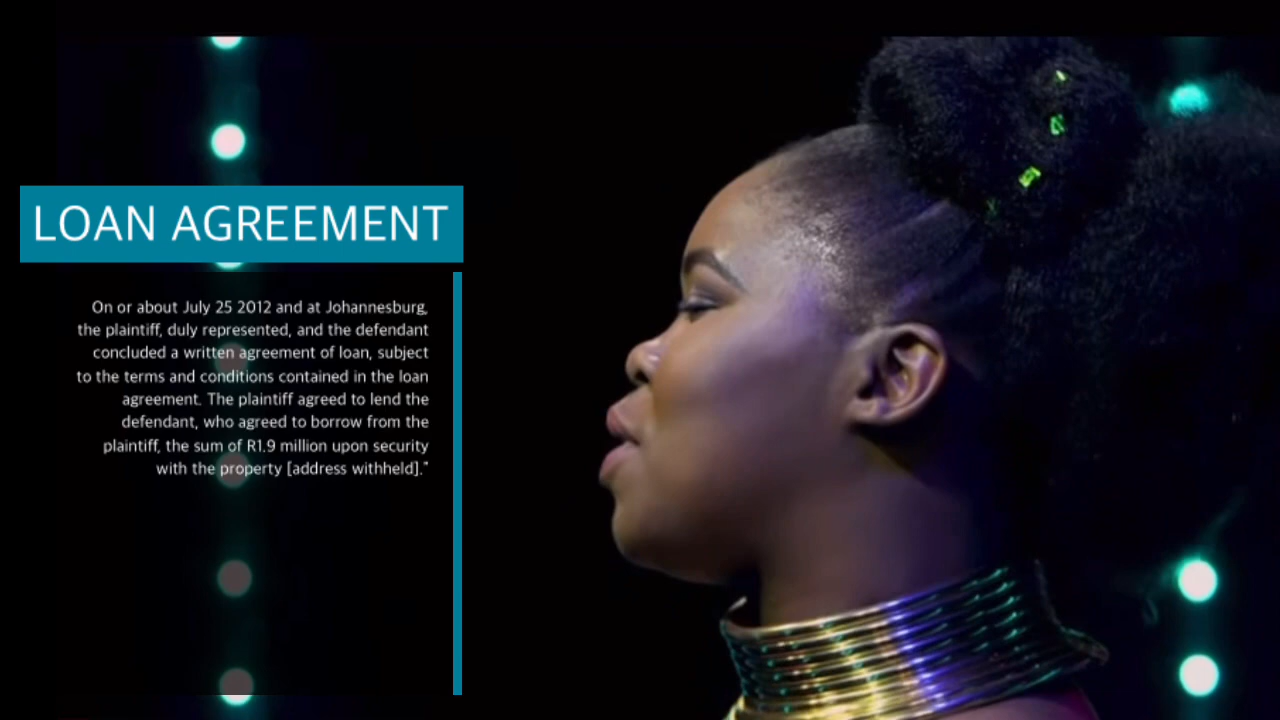 LOAN AGREEMENT
On or about July 25 2012 and at Johannesburg,
the plaintiff, duly represented, and the defendant
concluded a written agreement of loan, subject
to the terms and conditions contained in the loan
agreement. The plaintiff agreed to lend the
defendant, who agreed to borrow from the
plaintiff, the sum of R1.9 million upon security
with the property [address withheld]."